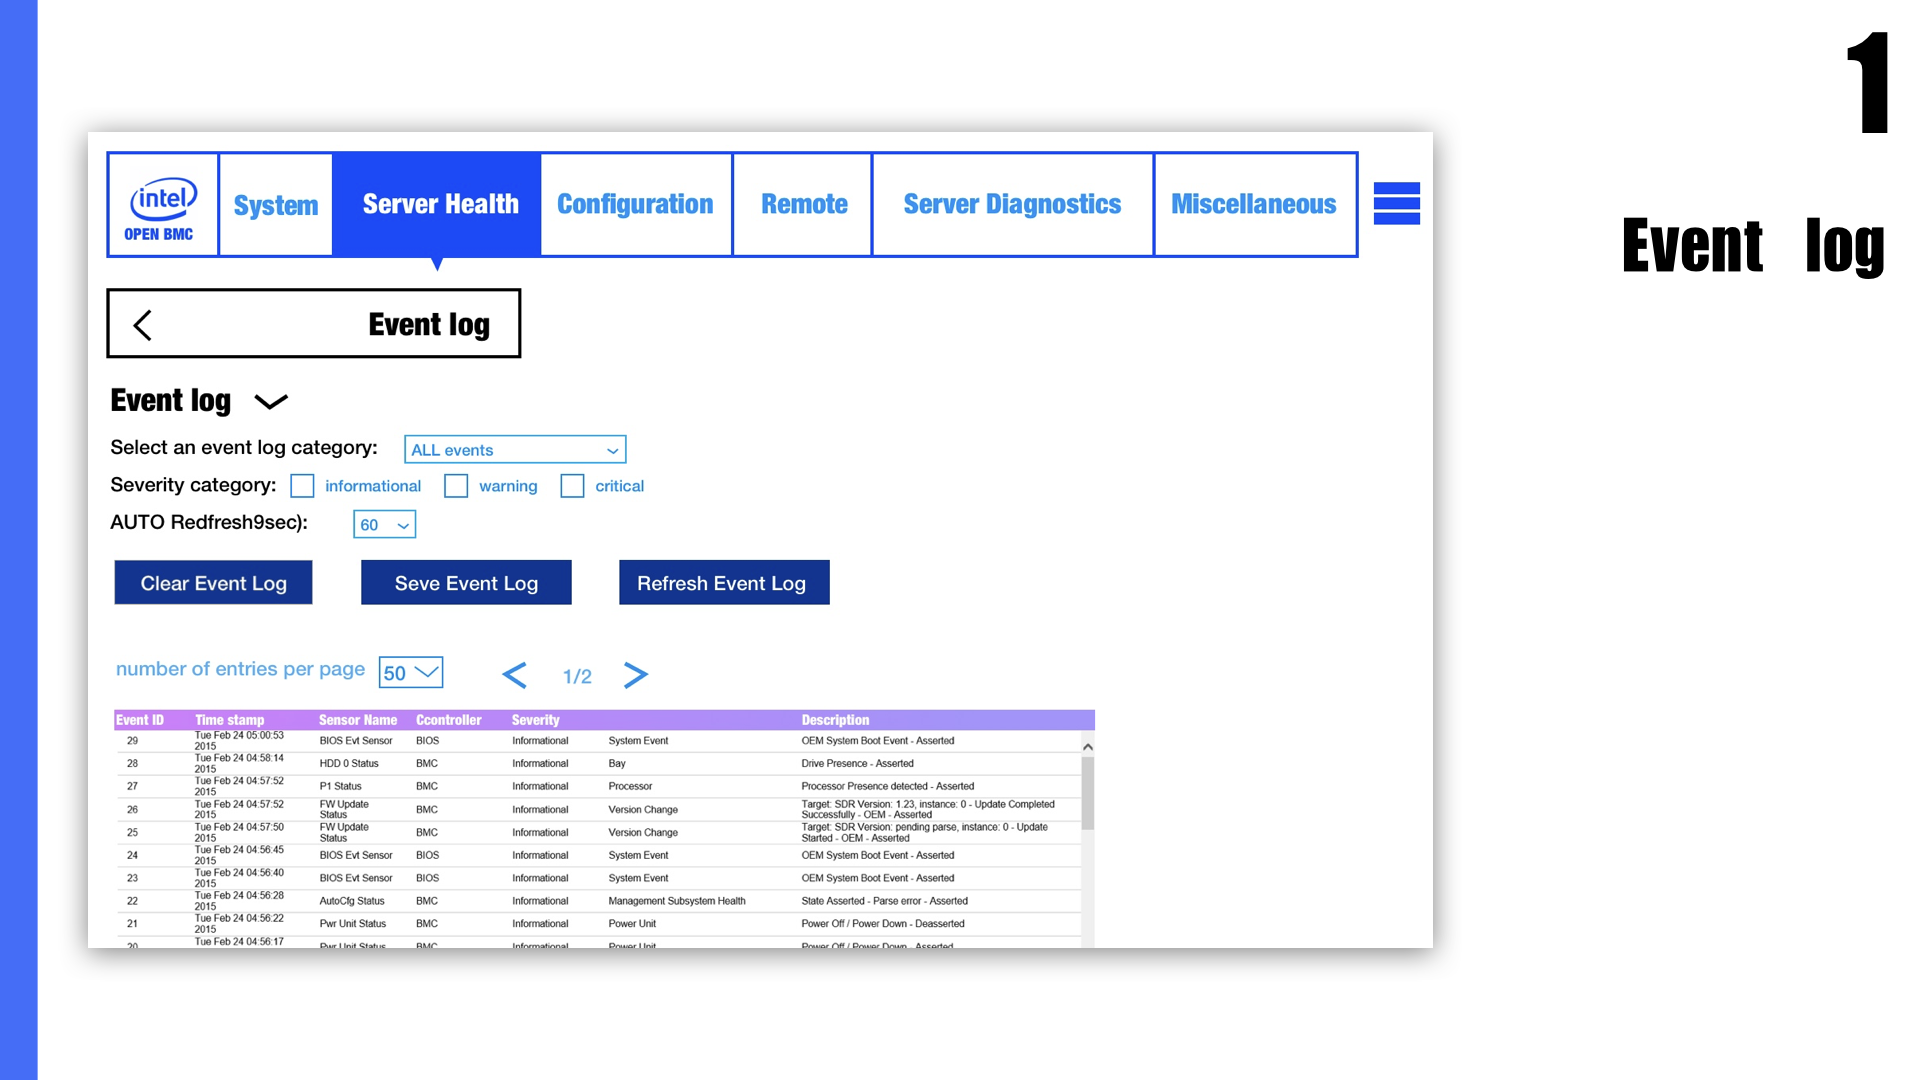 1
Event log
intel
OPEN BMC
System
Server Health
Configuration
Remote
Server Diagnostics
Miscellaneous
Event log
Event log
Select an event log category: ALL events
Severity category: informational warning critical
AUTO Redfresh9sec): 60
Clear Event Log Seve Event Log Refresh Event Log
number of entries per page 50 < 1/2 >
Event ID Time stamp Sensor Name Ccontroller Severity Description
29 Tue Feb 24 05:00:53 2015 BIOS Evt Sensor BIOS Informational System Event OEM System Boot Event - Asserted
28 Tue Feb 24 04:58:14 2015 HDD 0 Status BMC Informational Bay Drive Presence - Asserted
27 Tue Feb 24 04:57:52 2015 P1 Status BMC Informational Processor Processor Presence detected - Asserted
26 Tue Feb 24 04:57:52 2015 FW Update Status BMC Informational Version Change Target: SDR Version: 1.23, instance: 0 - Update Completed Successfully - OEM - Asserted
25 Tue Feb 24 04:57:50 2015 FW Update Status BMC Informational Version Change Target: SDR Version: pending parse, instance: 0 - Update Started - OEM - Asserted
24 Tue Feb 24 04:56:45 2015 BIOS Evt Sensor BIOS Informational System Event OEM System Boot Event - Asserted
23 Tue Feb 24 04:56:40 2015 BIOS Evt Sensor BIOS Informational System Event OEM System Boot Event - Asserted
22 Tue Feb 24 04:56:28 2015 AutoCfg Status BMC Informational Management Subsystem Health State Asserted - Parse error - Asserted
21 Tue Feb 24 04:56:22 2015 Pwr Unit Status BMC Informational Power Unit Power Off / Power Down - Deasserted
20 Tue Feb 24 04:56:17 Pwr Unit Status BMC Informational Power Unit Power Off / Power Down - Asserted